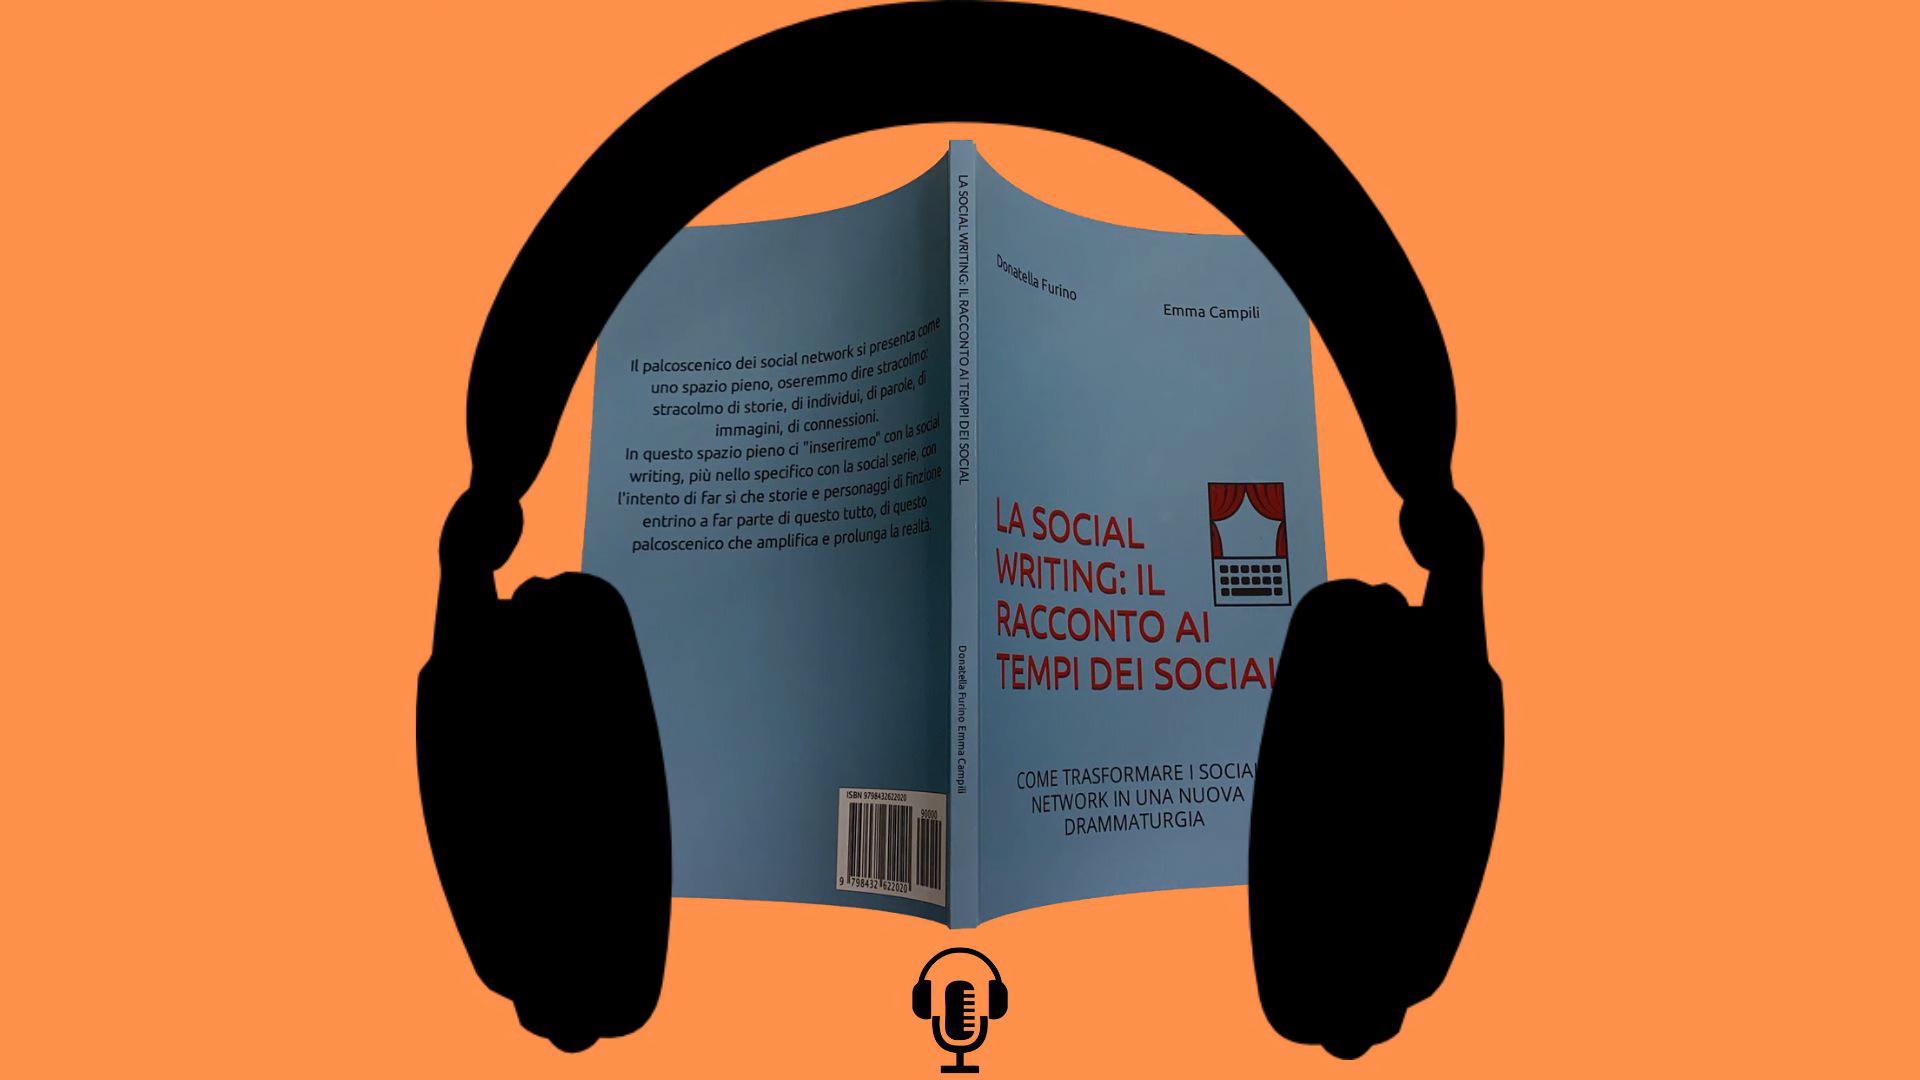 Il palcoscenico dei social network si presenta come
uno spazio pieno, oseremmo dire stracolmo:
stracolmo di storie, di individui, di parole, di
immagini, di connessioni.
In questo spazio pieno ci "inseriremo" con la social
writing, più nello specifico con la social serie, con
l'intento di far sì che storie e personaggi di finzione
entrino a far parte di questo tutto, di questo
palcoscenico che amplifica e prolunga la realtà.
ISBN 9798432622020
90000
9 798432 622020
LA SOCIAL WRITING: IL RACCONTO AI TEMPI DEI SOCIAL
Donatella Furino Emma Campili
Donatella Furino
Emma Campili
LA SOCIAL
WRITING: IL
RACCONTO AI
TEMPI DEI SOCIAL
COME TRASFORMARE I SOCIAL
NETWORK IN UNA NUOVA
DRAMMATURGIA